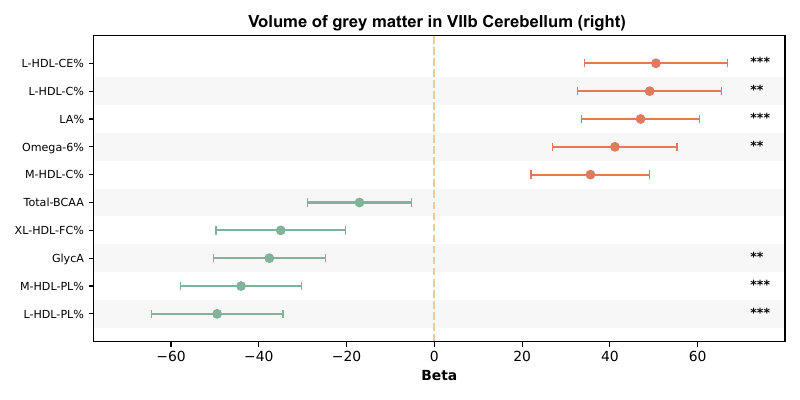 Volume of grey matter in VIIb Cerebellum (right)
L-HDL-CE% ***
L-HDL-C% **
LA% ***
Omega-6% **
M-HDL-C%
Total-BCAA
XL-HDL-FC%
GlycA **
M-HDL-PL% ***
L-HDL-PL% ***
−60 −40 −20 0 20 40 60
Beta